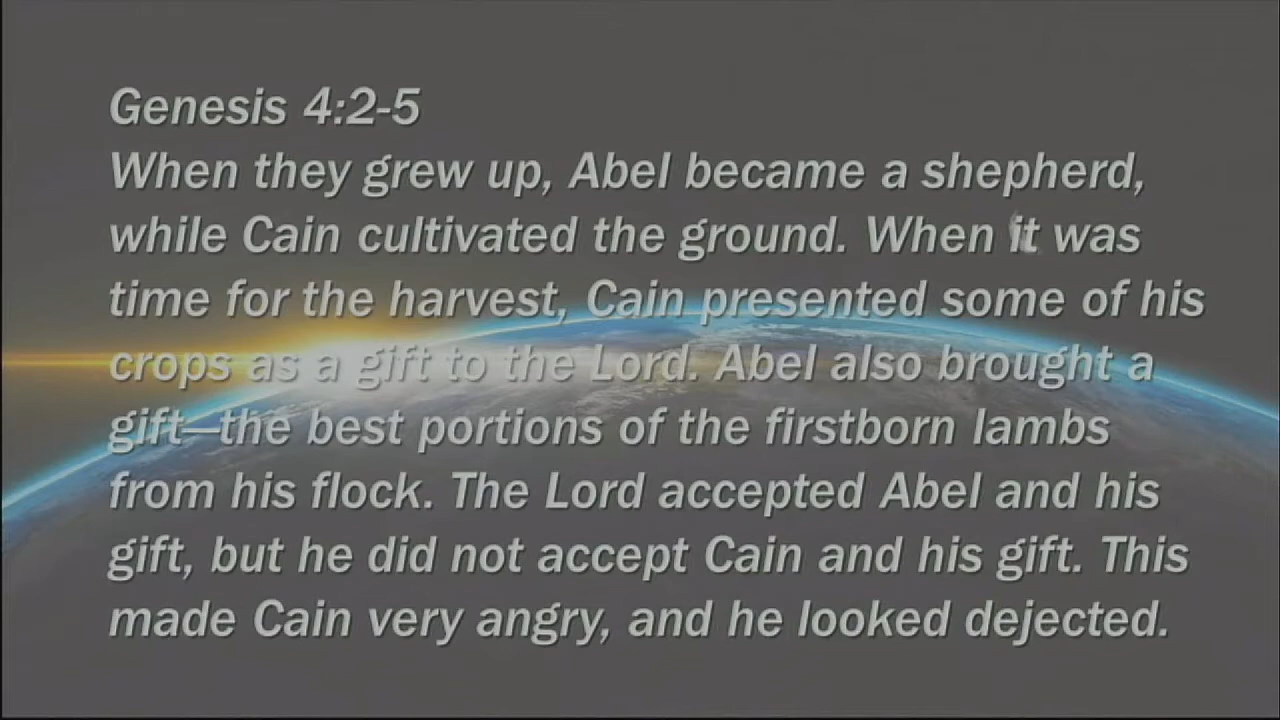 Genesis 4:2-5
When they grew up, Abel became a shepherd,
while Cain cultivated the ground. When it was
time for the harvest, Cain presented some of his
crops as a gift to the Lord. Abel also brought a
gift—the best portions of the firstborn lambs
from his flock. The Lord accepted Abel and his
gift, but he did not accept Cain and his gift. This
made Cain very angry, and he looked dejected.